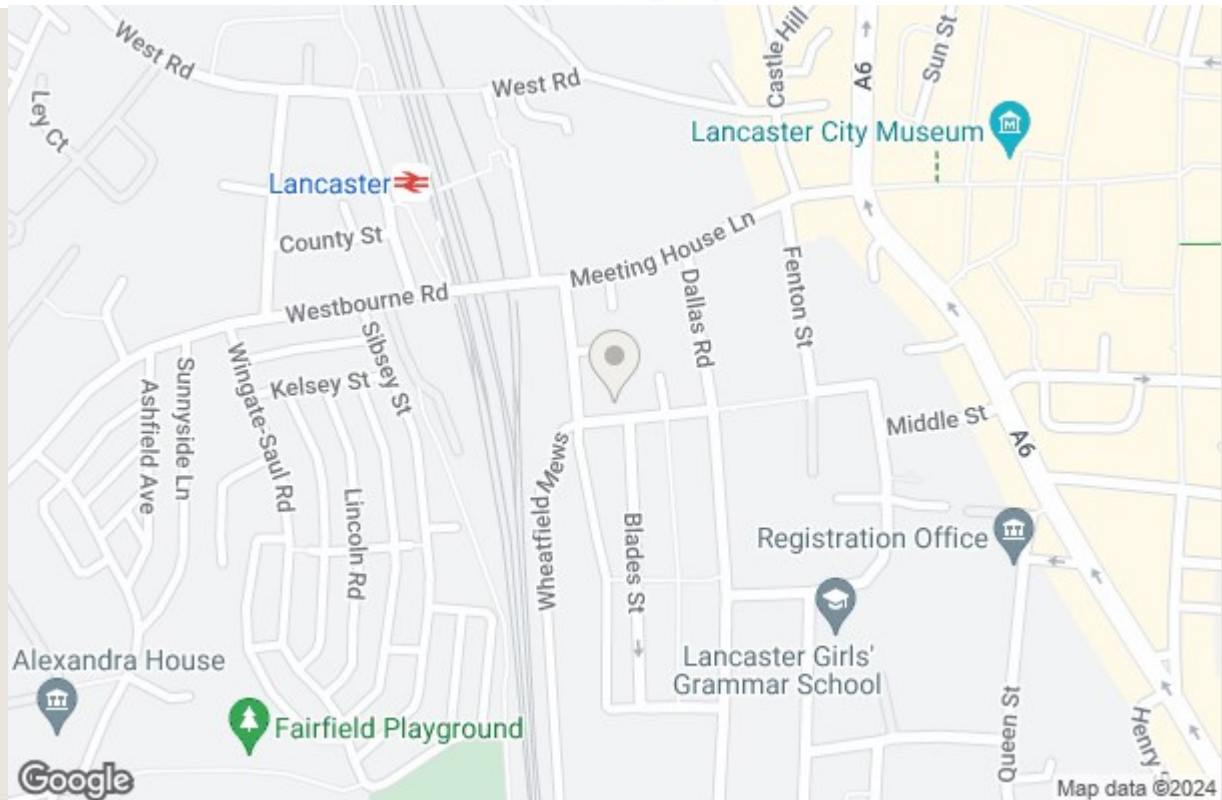 West Rd
Ley Ct
West Rd
Castle Hill
A6
Sun St
Lancaster City Museum
Lancaster
County St
Meeting House Ln
Westbourne Rd
Dallas Rd
Fenton St
Sibsey St
Kelsey St
Wingate-Saul Rd
Sunnyside Ln
Ashfield Ave
Lincoln Rd
Middle St
A6
Wheatfield Mews
Blades St
Registration Office
Lancaster Girls'
Grammar School
Alexandra House
Fairfield Playground
Queen St
Henry
Google
Map data ©2024